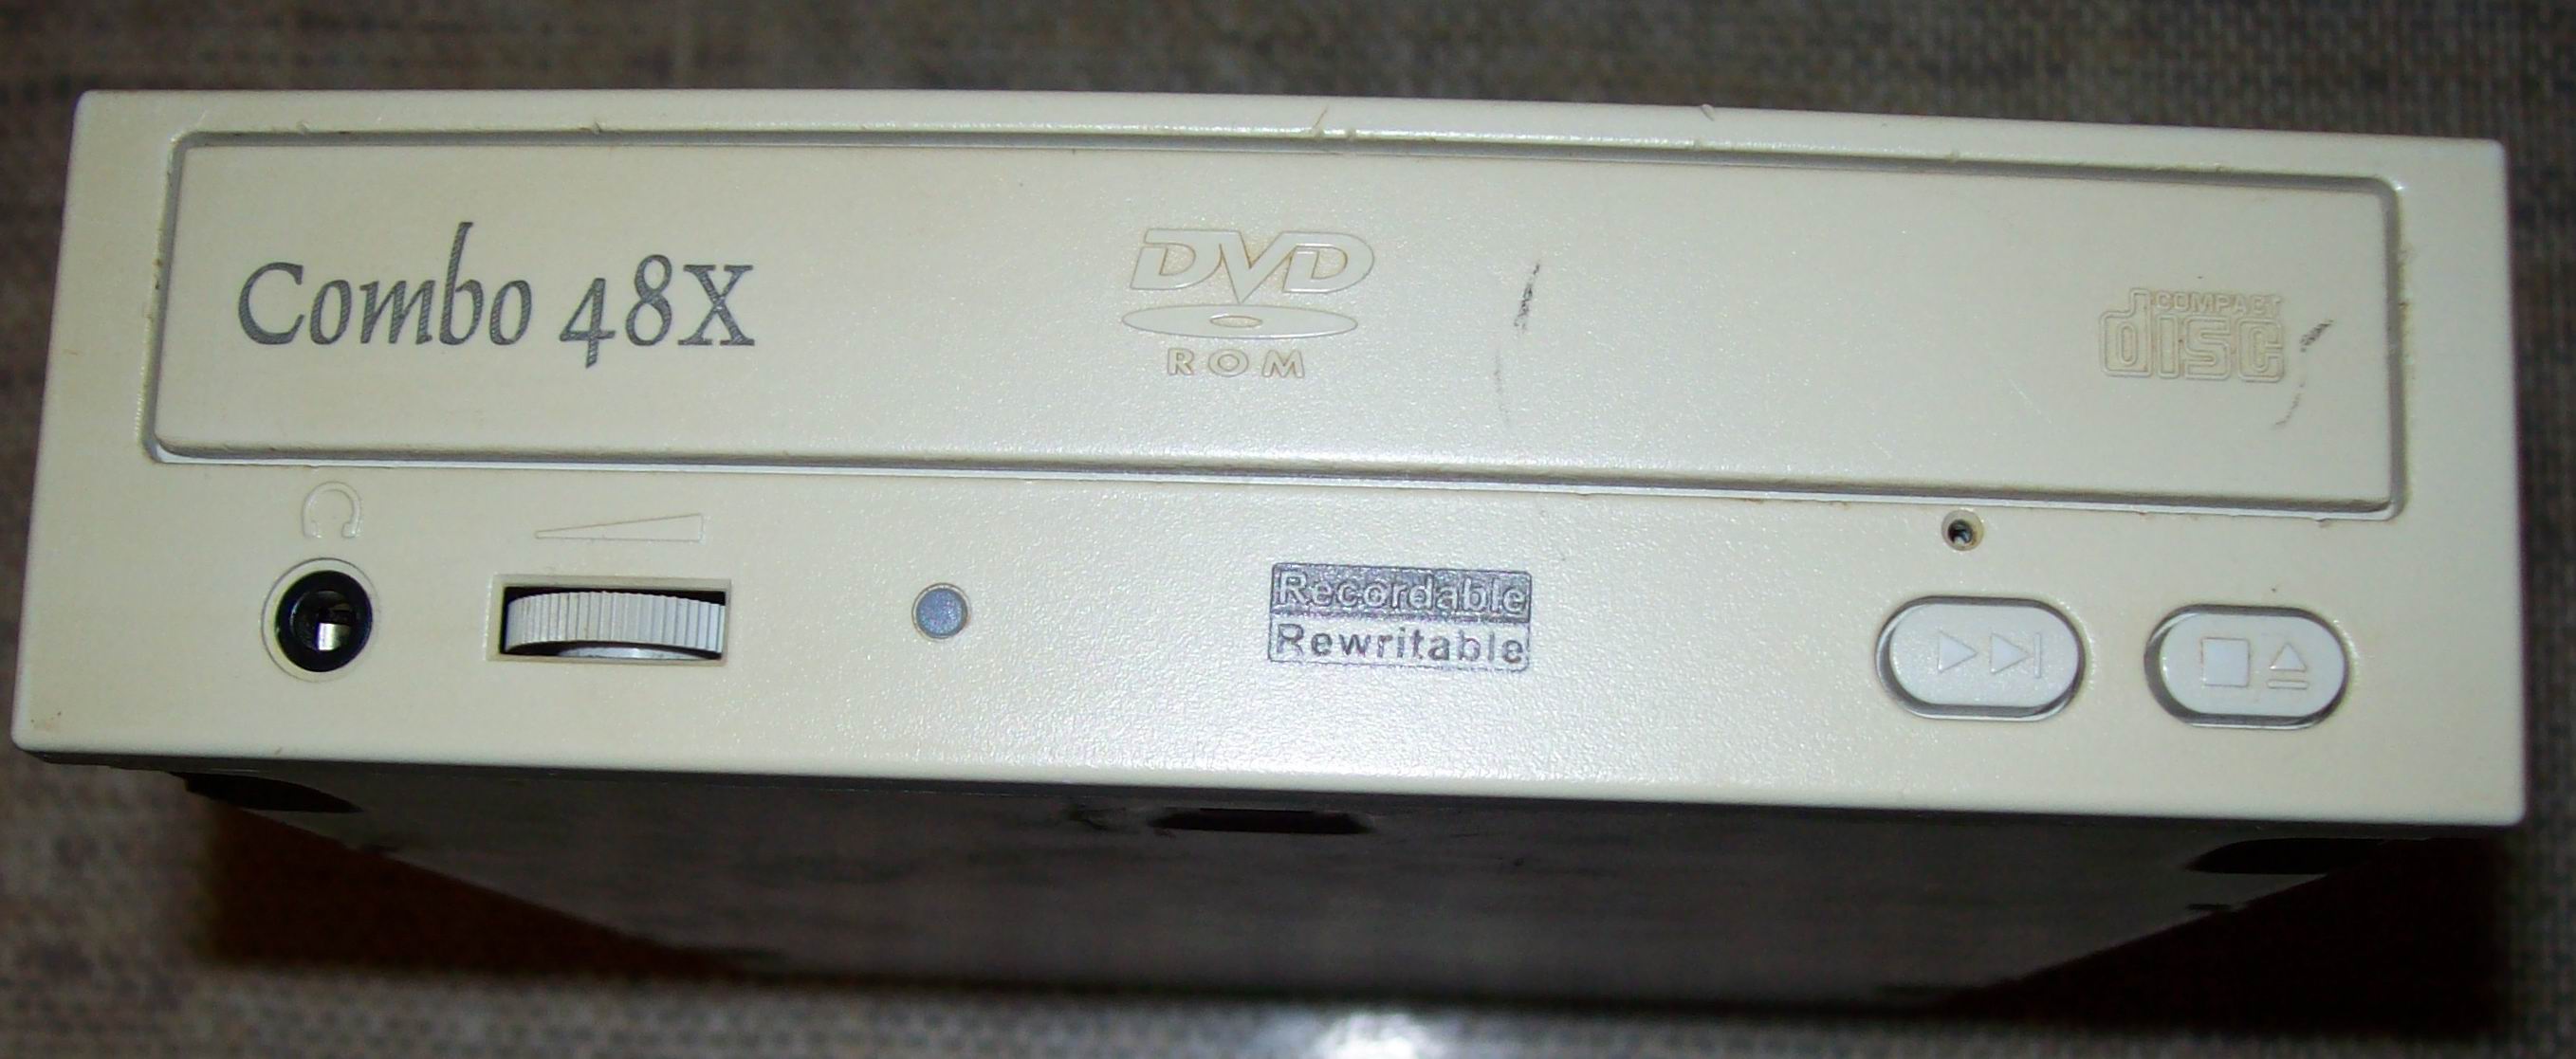 Combo 48X
DVD
ROM
COMPACT
disc
Recordable
Rewritable